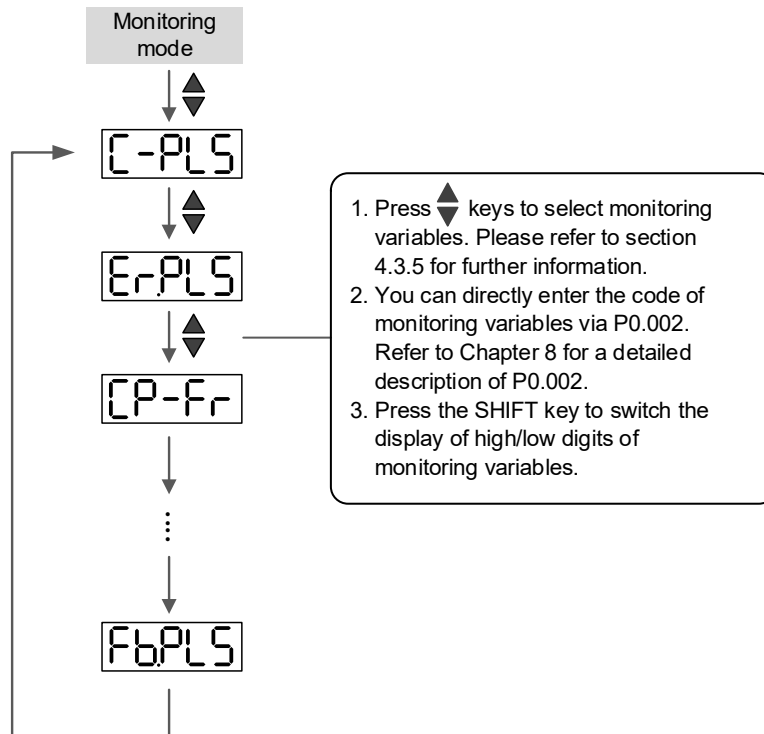 Monitoring
mode
C-PLS
Er.PLS
CP-Fr
Fb.PLS
1. Press keys to select monitoring
variables. Please refer to section
4.3.5 for further information.
2. You can directly enter the code of
monitoring variables via P0.002.
Refer to Chapter 8 for a detailed
description of P0.002.
3. Press the SHIFT key to switch the
display of high/low digits of
monitoring variables.